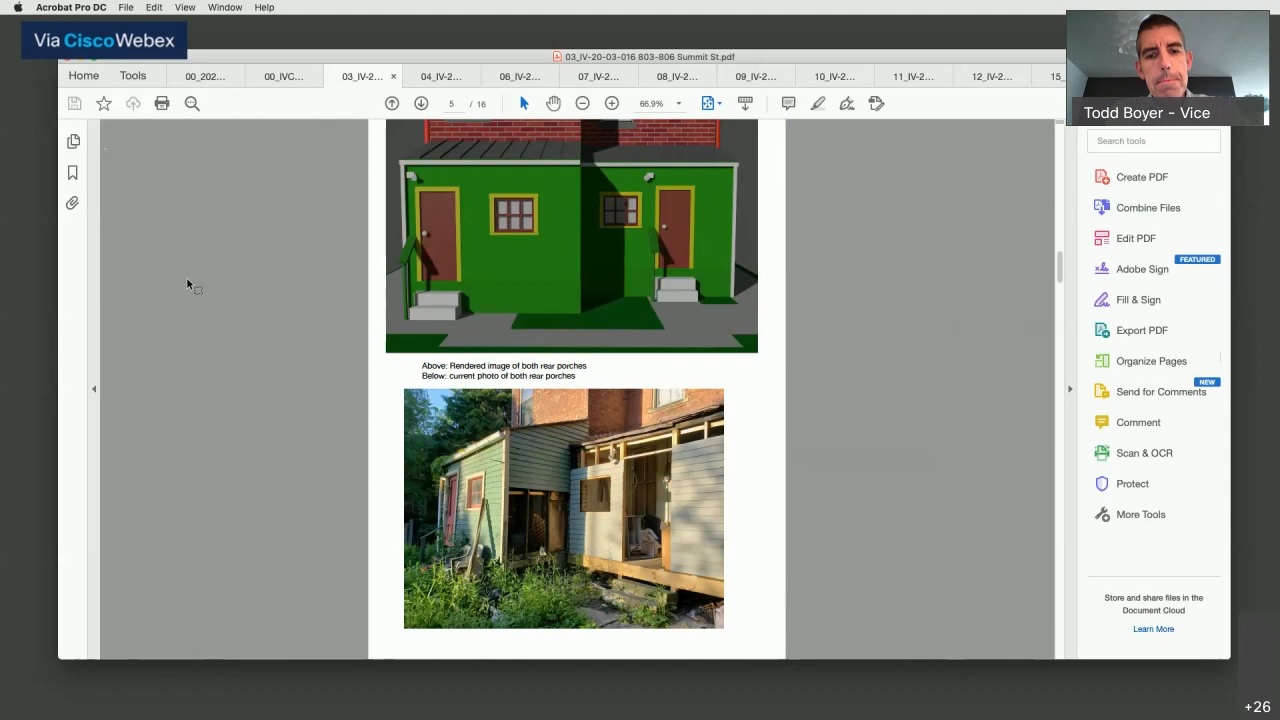 Acrobat Pro DC File Edit View Window Help
Via CiscoWebex
03_IV-20-03-016 803-806 Summit St.pdf
Home Tools 00_202... 00_IVC... 03_IV-2... × 04_IV-2... 06_IV-2... 07_IV-2... 08_IV-2... 09_IV-2... 10_IV-2... 11_IV-2... 12_IV-2... 15_
5 / 16 66.9%
Todd Boyer - Vice
Search tools
Create PDF
Combine Files
Edit PDF
FEATURED
Adobe Sign
Fill & Sign
Export PDF
Organize Pages
NEW
Send for Comments
Comment
Scan & OCR
Protect
More Tools
Above: Rendered image of both rear porches
Below: current photo of both rear porches
Store and share files in the
Document Cloud
Learn More
+26